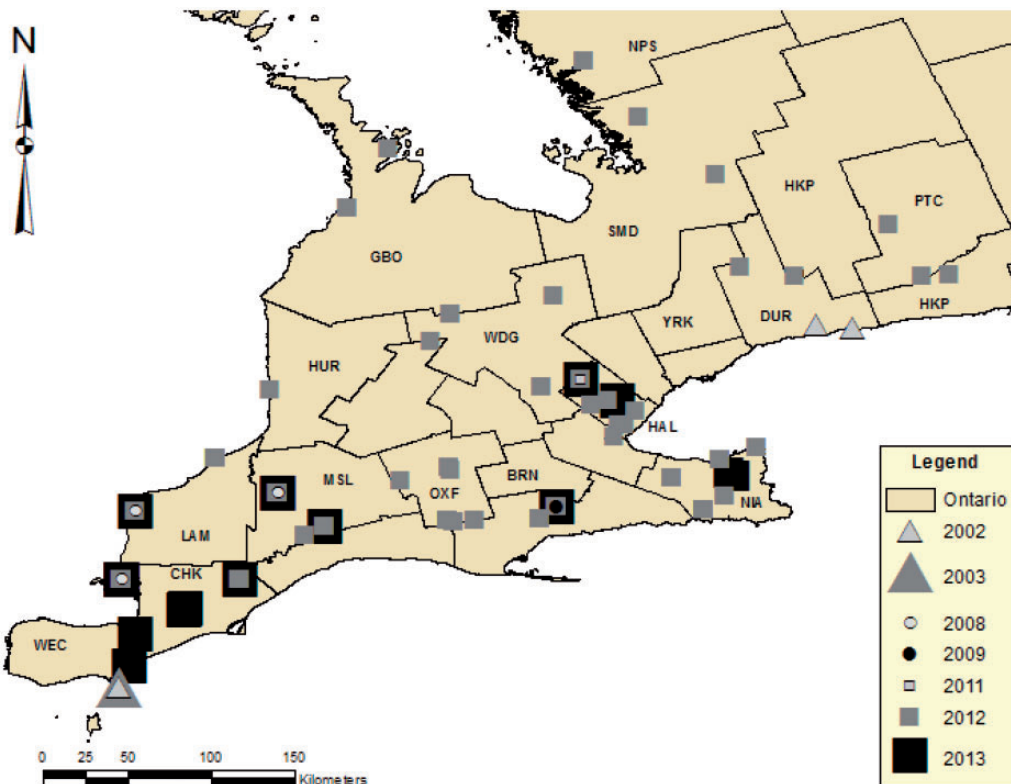 N
NPS
HKP
PTC
SMD
GBO
HKP
DUR
YRK
WDG
HUR
HAL
MSL
BRN
OXF
NIA
LAM
CHK
WEC
0 25 50 100 150
Kilometers
Legend
Ontario
2002
2003
2008
2009
2011
2012
2013